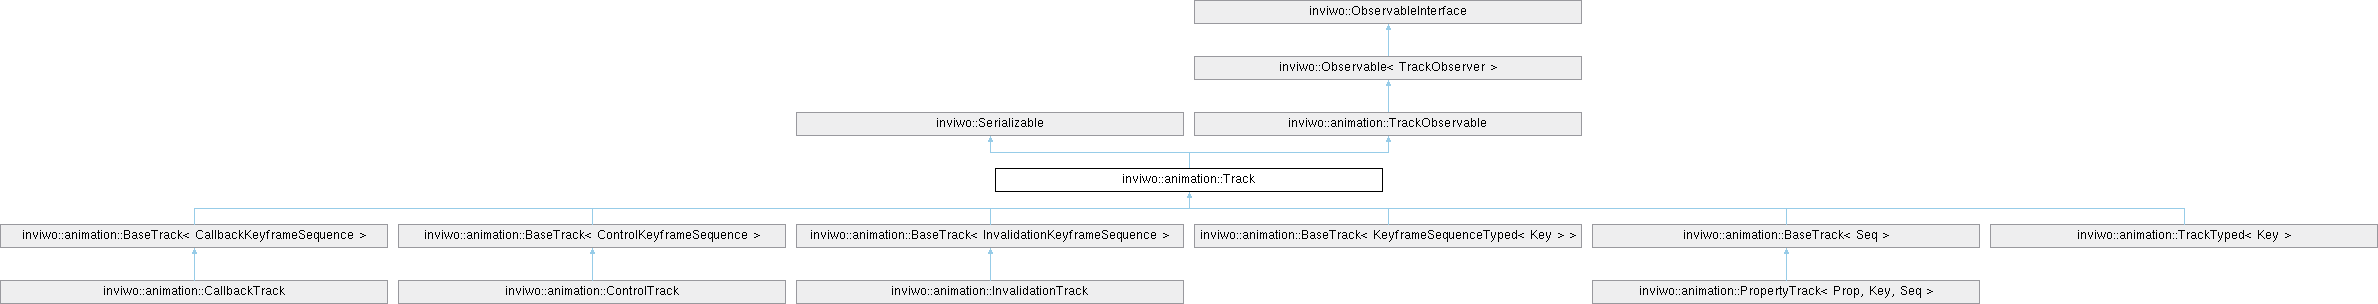 inviwo::ObservableInterface
inviwo::Observable< TrackObserver >
inviwo::Serializable
inviwo::animation::TrackObservable
inviwo::animation::Track
inviwo::animation::BaseTrack< CallbackKeyframeSequence >
inviwo::animation::BaseTrack< ControlKeyframeSequence >
inviwo::animation::BaseTrack< InvalidationKeyframeSequence >
inviwo::animation::BaseTrack< KeyframeSequenceTyped< Key > >
inviwo::animation::BaseTrack< Seq >
inviwo::animation::TrackTyped< Key >
inviwo::animation::CallbackTrack
inviwo::animation::ControlTrack
inviwo::animation::InvalidationTrack
inviwo::animation::PropertyTrack< Prop, Key, Seq >